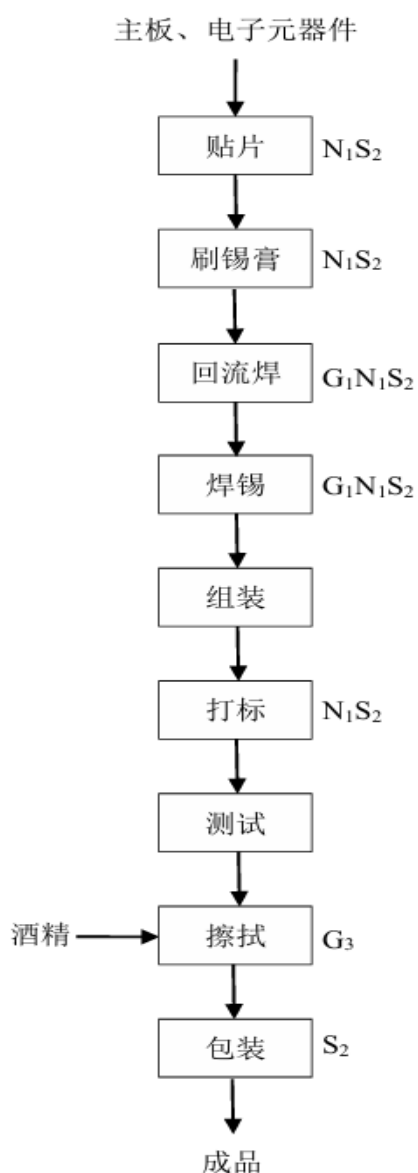 主板、电子元器件
贴片 N₁S₂
刷锡膏 N₁S₂
回流焊 G₁N₁S₂
焊锡 G₁N₁S₂
组装
打标 N₁S₂
测试
酒精 擦拭 G₃
包装 S₂
成品